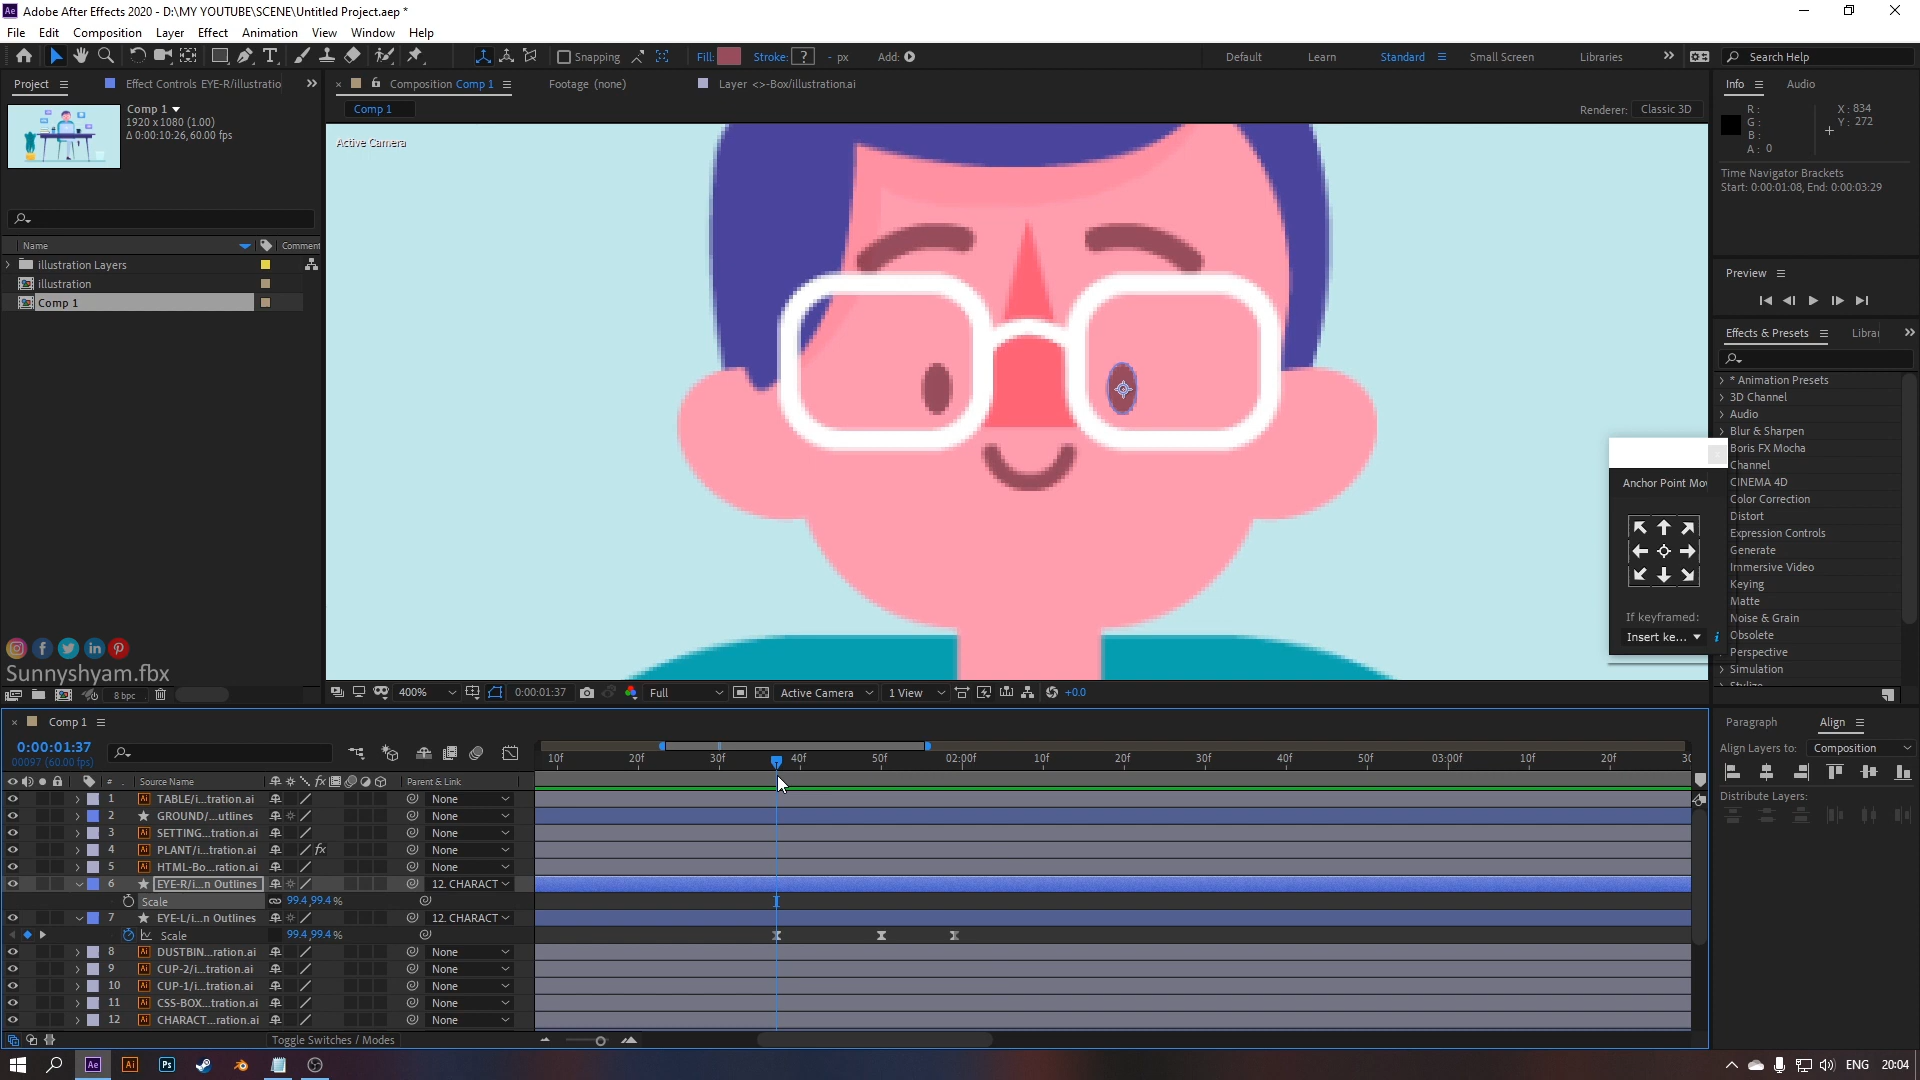 Adobe After Effects 2020 - D:\MY YOUTUBE\SCENE\Untitled Project.aep *
File Edit Composition Layer Effect Animation View Window Help
Snapping Fill: Stroke: ? - px Add: Default Learn Standard Small Screen Libraries Search Help
Project Effect Controls EYE-R/illustratio Composition Comp 1 Footage (none) Layer <>-Box/illustration.ai Info Audio
Comp 1
1920 x 1080 (1.00)
Δ 0:00:10:26, 60.00 fps
Comp 1 Renderer: Classic 3D
Active Camera
R: X: 834
G: Y: 272
B:
A: 0
Time Navigator Brackets
Start: 0:00:01:08, End: 0:00:03:29
Name Comment
illustration Layers
illustration
Comp 1
Preview
Effects & Presets Librai
* Animation Presets
3D Channel
Audio
Blur & Sharpen
Boris FX Mocha
Channel
CINEMA 4D
Color Correction
Distort
Expression Controls
Generate
Immersive Video
Keying
Matte
Noise & Grain
Obsolete
Perspective
Simulation
Anchor Point Mov
If keyframed:
Insert ke...
Sunnyshyam.fbx
8 bpc
400% 0:00:01:37 Full Active Camera 1 View +0.0
Comp 1
0:00:01:37
00097 (60.00 fps)
10f 20f 30f 40f 50f 02:00f 10f 20f 30f 40f 50f 03:00f 10f 20f 30
# Source Name fx Parent & Link
1 TABLE/i...tration.ai None
2 GROUND/...utlines None
3 SETTING...tration.ai None
4 PLANT/i...tration.ai fx None
5 HTML-Bo...ration.ai None
6 EYE-R/i...n Outlines 12. CHARACT
Scale 99.4,99.4%
7 EYE-L/i...n Outlines 12. CHARACT
Scale 99.4,99.4%
8 DUSTBIN...ration.ai None
9 CUP-2/i...tration.ai None
10 CUP-1/i...tration.ai None
11 CSS-BOX...tration.ai None
12 CHARACT...ration.ai None
Toggle Switches / Modes
Paragraph Align
Align Layers to: Composition
Distribute Layers:
ENG 20:04